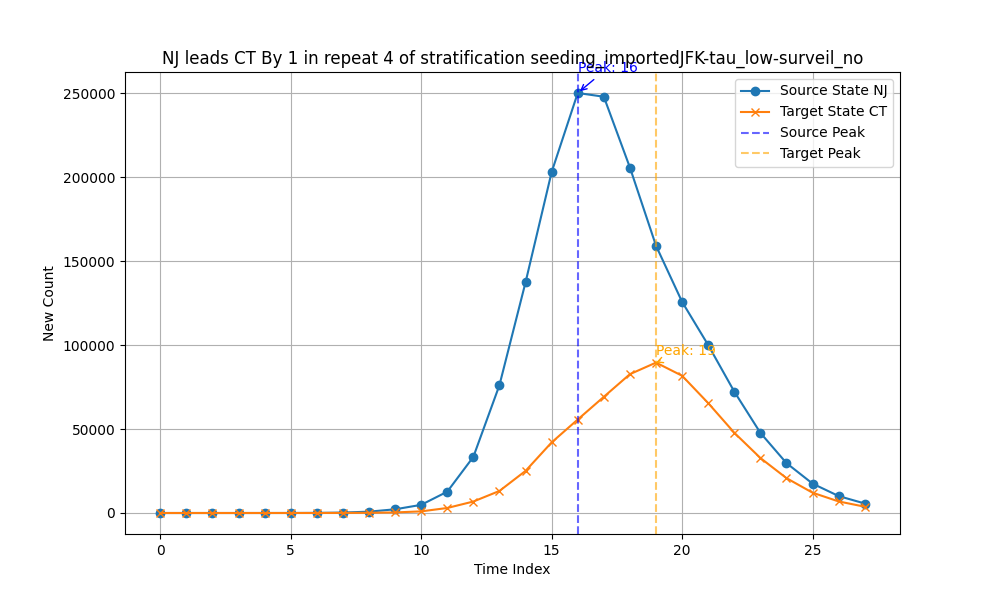 NJ leads CT By 1 in repeat 4 of stratification seeding_importedJFK-tau_low-surveil_no
Peak: 16
Source State NJ
Target State CT
Source Peak
Target Peak
Peak: 19
250000
200000
150000
100000
50000
0
New Count
0 5 10 15 20 25
Time Index